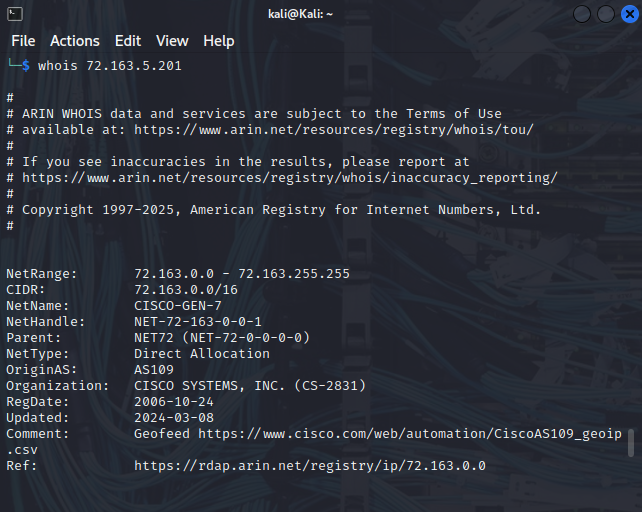 kali@Kali: ~
File Actions Edit View Help
└─$ whois 72.163.5.201
#
# ARIN WHOIS data and services are subject to the Terms of Use
# available at: https://www.arin.net/resources/registry/whois/tou/
#
# If you see inaccuracies in the results, please report at
# https://www.arin.net/resources/registry/whois/inaccuracy_reporting/
#
# Copyright 1997-2025, American Registry for Internet Numbers, Ltd.
#
NetRange: 72.163.0.0 - 72.163.255.255
CIDR: 72.163.0.0/16
NetName: CISCO-GEN-7
NetHandle: NET-72-163-0-0-1
Parent: NET72 (NET-72-0-0-0-0)
NetType: Direct Allocation
OriginAS: AS109
Organization: CISCO SYSTEMS, INC. (CS-2831)
RegDate: 2006-10-24
Updated: 2024-03-08
Comment: Geofeed https://www.cisco.com/web/automation/CiscoAS109_geoip
.csv
Ref: https://rdap.arin.net/registry/ip/72.163.0.0